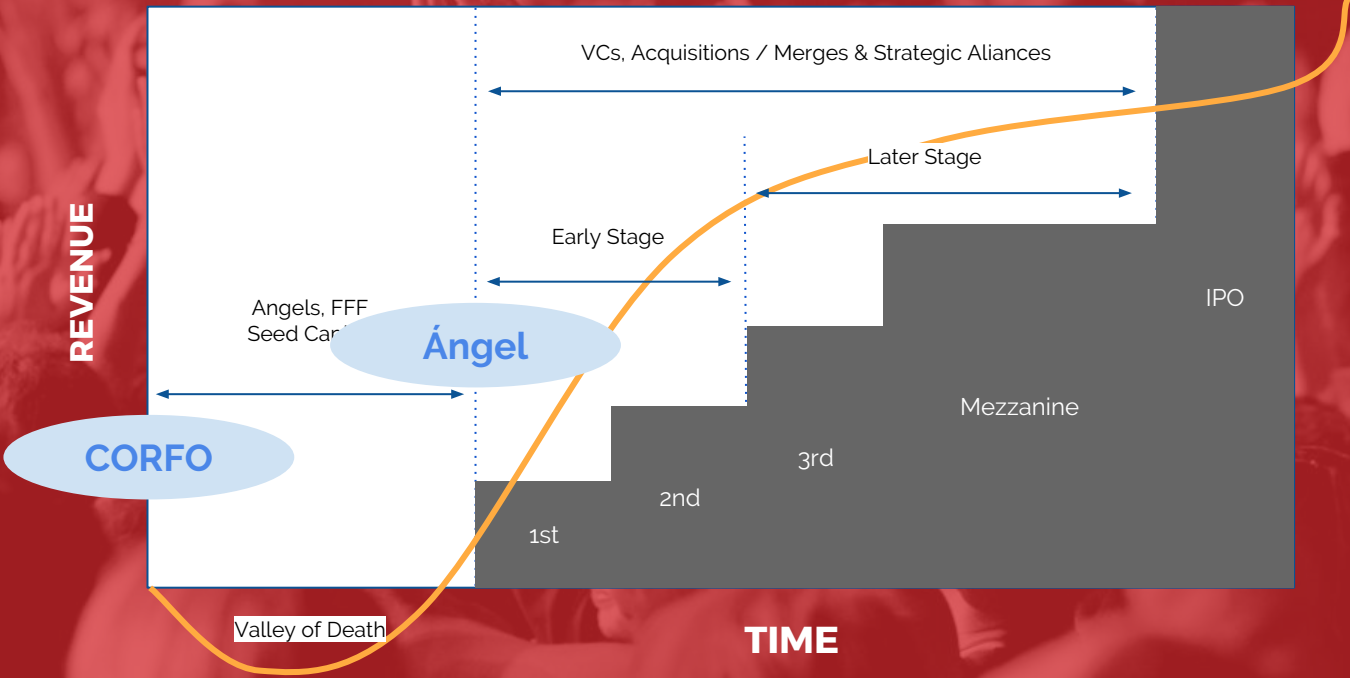 VCs, Acquisitions / Merges & Strategic Aliances
Later Stage
Early Stage
REVENUE
Angels, FFF
Seed
Ángel
IPO
Mezzanine
CORFO
3rd
2nd
1st
Valley of Death
TIME